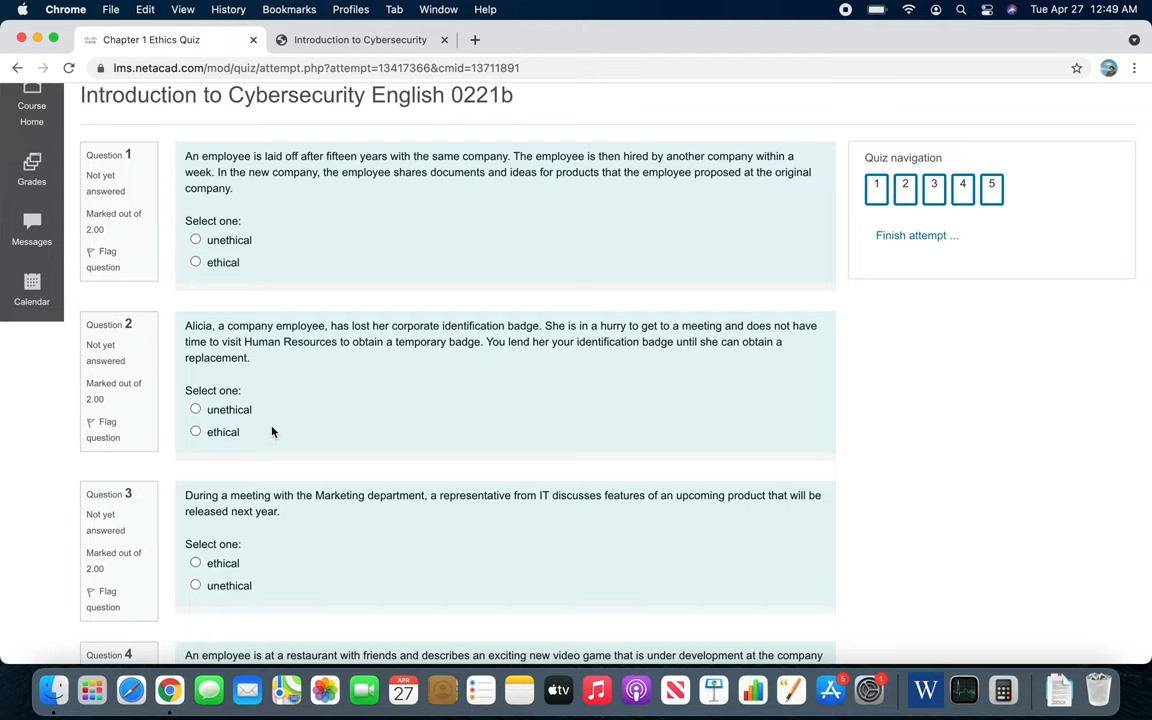 Chrome File Edit View History Bookmarks Profiles Tab Window Help Tue Apr 27 12:49 AM
Chapter 1 Ethics Quiz Introduction to Cybersecurity
lms.netacad.com/mod/quiz/attempt.php?attempt=13417366&cmid=13711891
Introduction to Cybersecurity English 0221b
Course
Home
Grades
Messages
Calendar
Question 1
Not yet
answered
Marked out of
2.00
Flag
question
An employee is laid off after fifteen years with the same company. The employee is then hired by another company within a
week. In the new company, the employee shares documents and ideas for products that the employee proposed at the original
company.
Select one:
unethical
ethical
Quiz navigation
1 2 3 4 5
Finish attempt ...
Question 2
Not yet
answered
Marked out of
2.00
Flag
question
Alicia, a company employee, has lost her corporate identification badge. She is in a hurry to get to a meeting and does not have
time to visit Human Resources to obtain a temporary badge. You lend her your identification badge until she can obtain a
replacement.
Select one:
unethical
ethical
Question 3
Not yet
answered
Marked out of
2.00
Flag
question
During a meeting with the Marketing department, a representative from IT discusses features of an upcoming product that will be
released next year.
Select one:
ethical
unethical
Question 4
An employee is at a restaurant with friends and describes an exciting new video game that is under development at the company
APR
27
tv
5
1
W